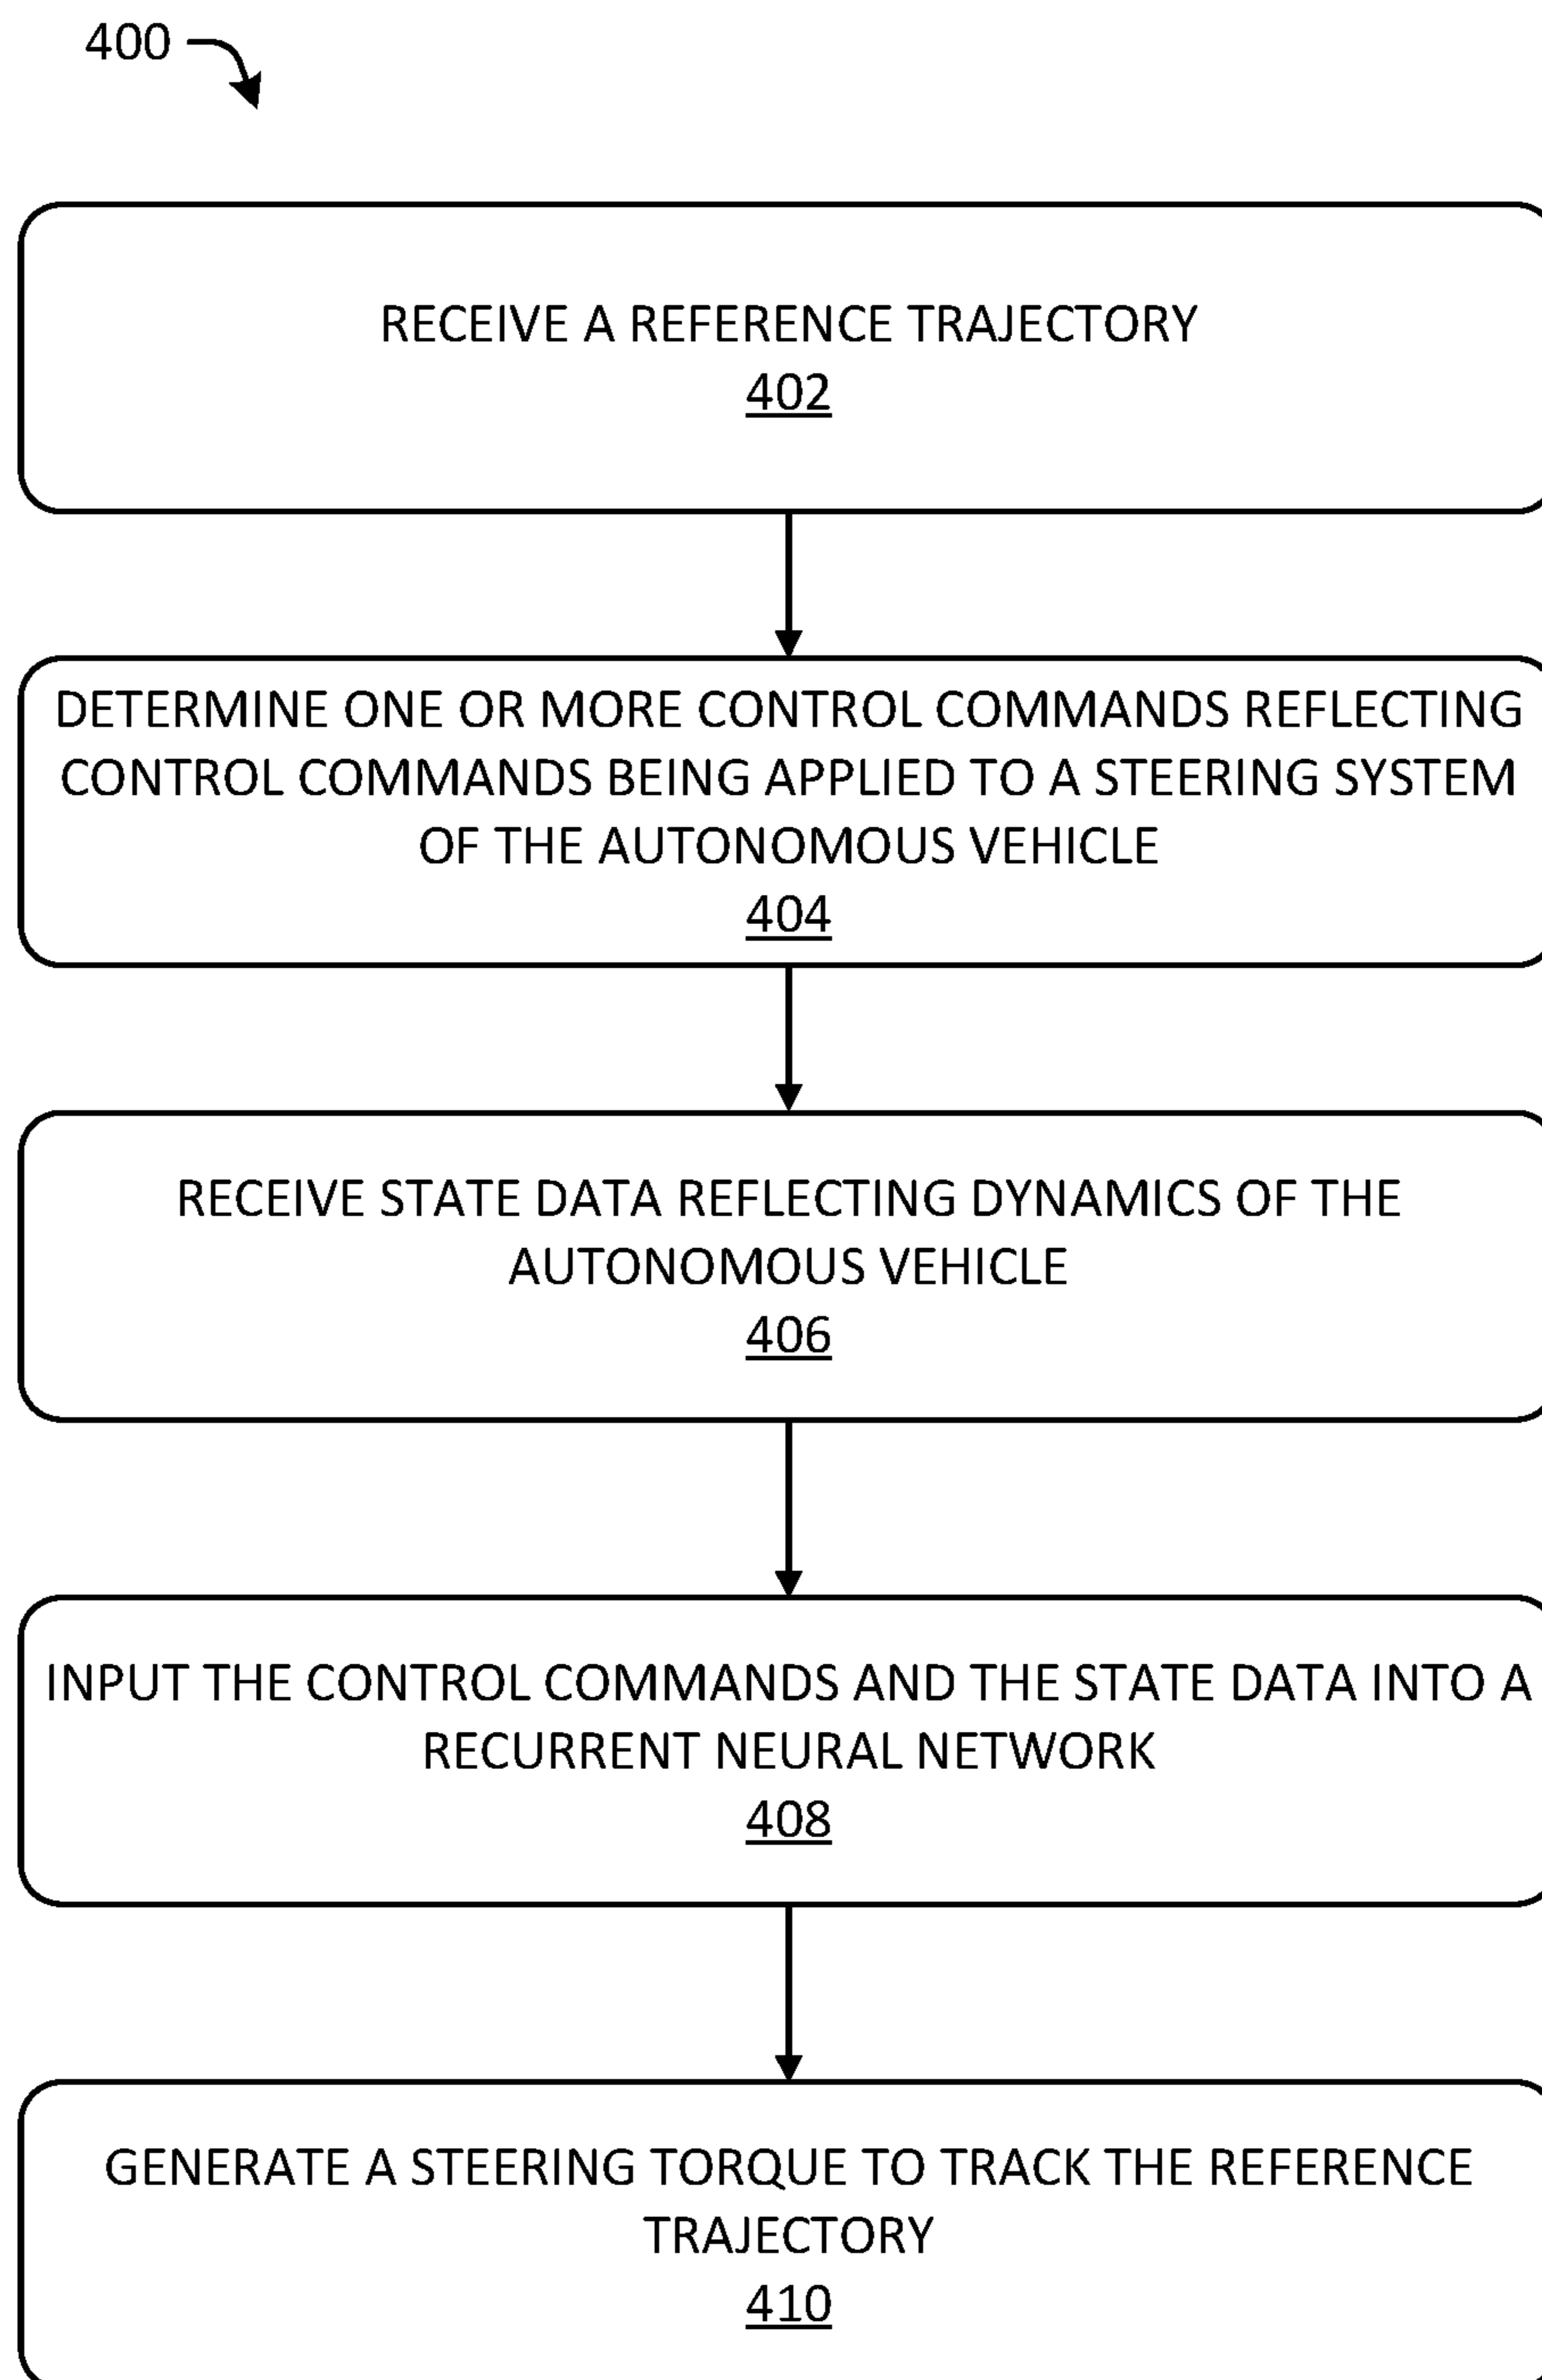 400
RECEIVE A REFERENCE TRAJECTORY
402
DETERMINE ONE OR MORE CONTROL COMMANDS REFLECTING
CONTROL COMMANDS BEING APPLIED TO A STEERING SYSTEM
OF THE AUTONOMOUS VEHICLE
404
RECEIVE STATE DATA REFLECTING DYNAMICS OF THE
AUTONOMOUS VEHICLE
406
INPUT THE CONTROL COMMANDS AND THE STATE DATA INTO A
RECURRENT NEURAL NETWORK
408
GENERATE A STEERING TORQUE TO TRACK THE REFERENCE
TRAJECTORY
410